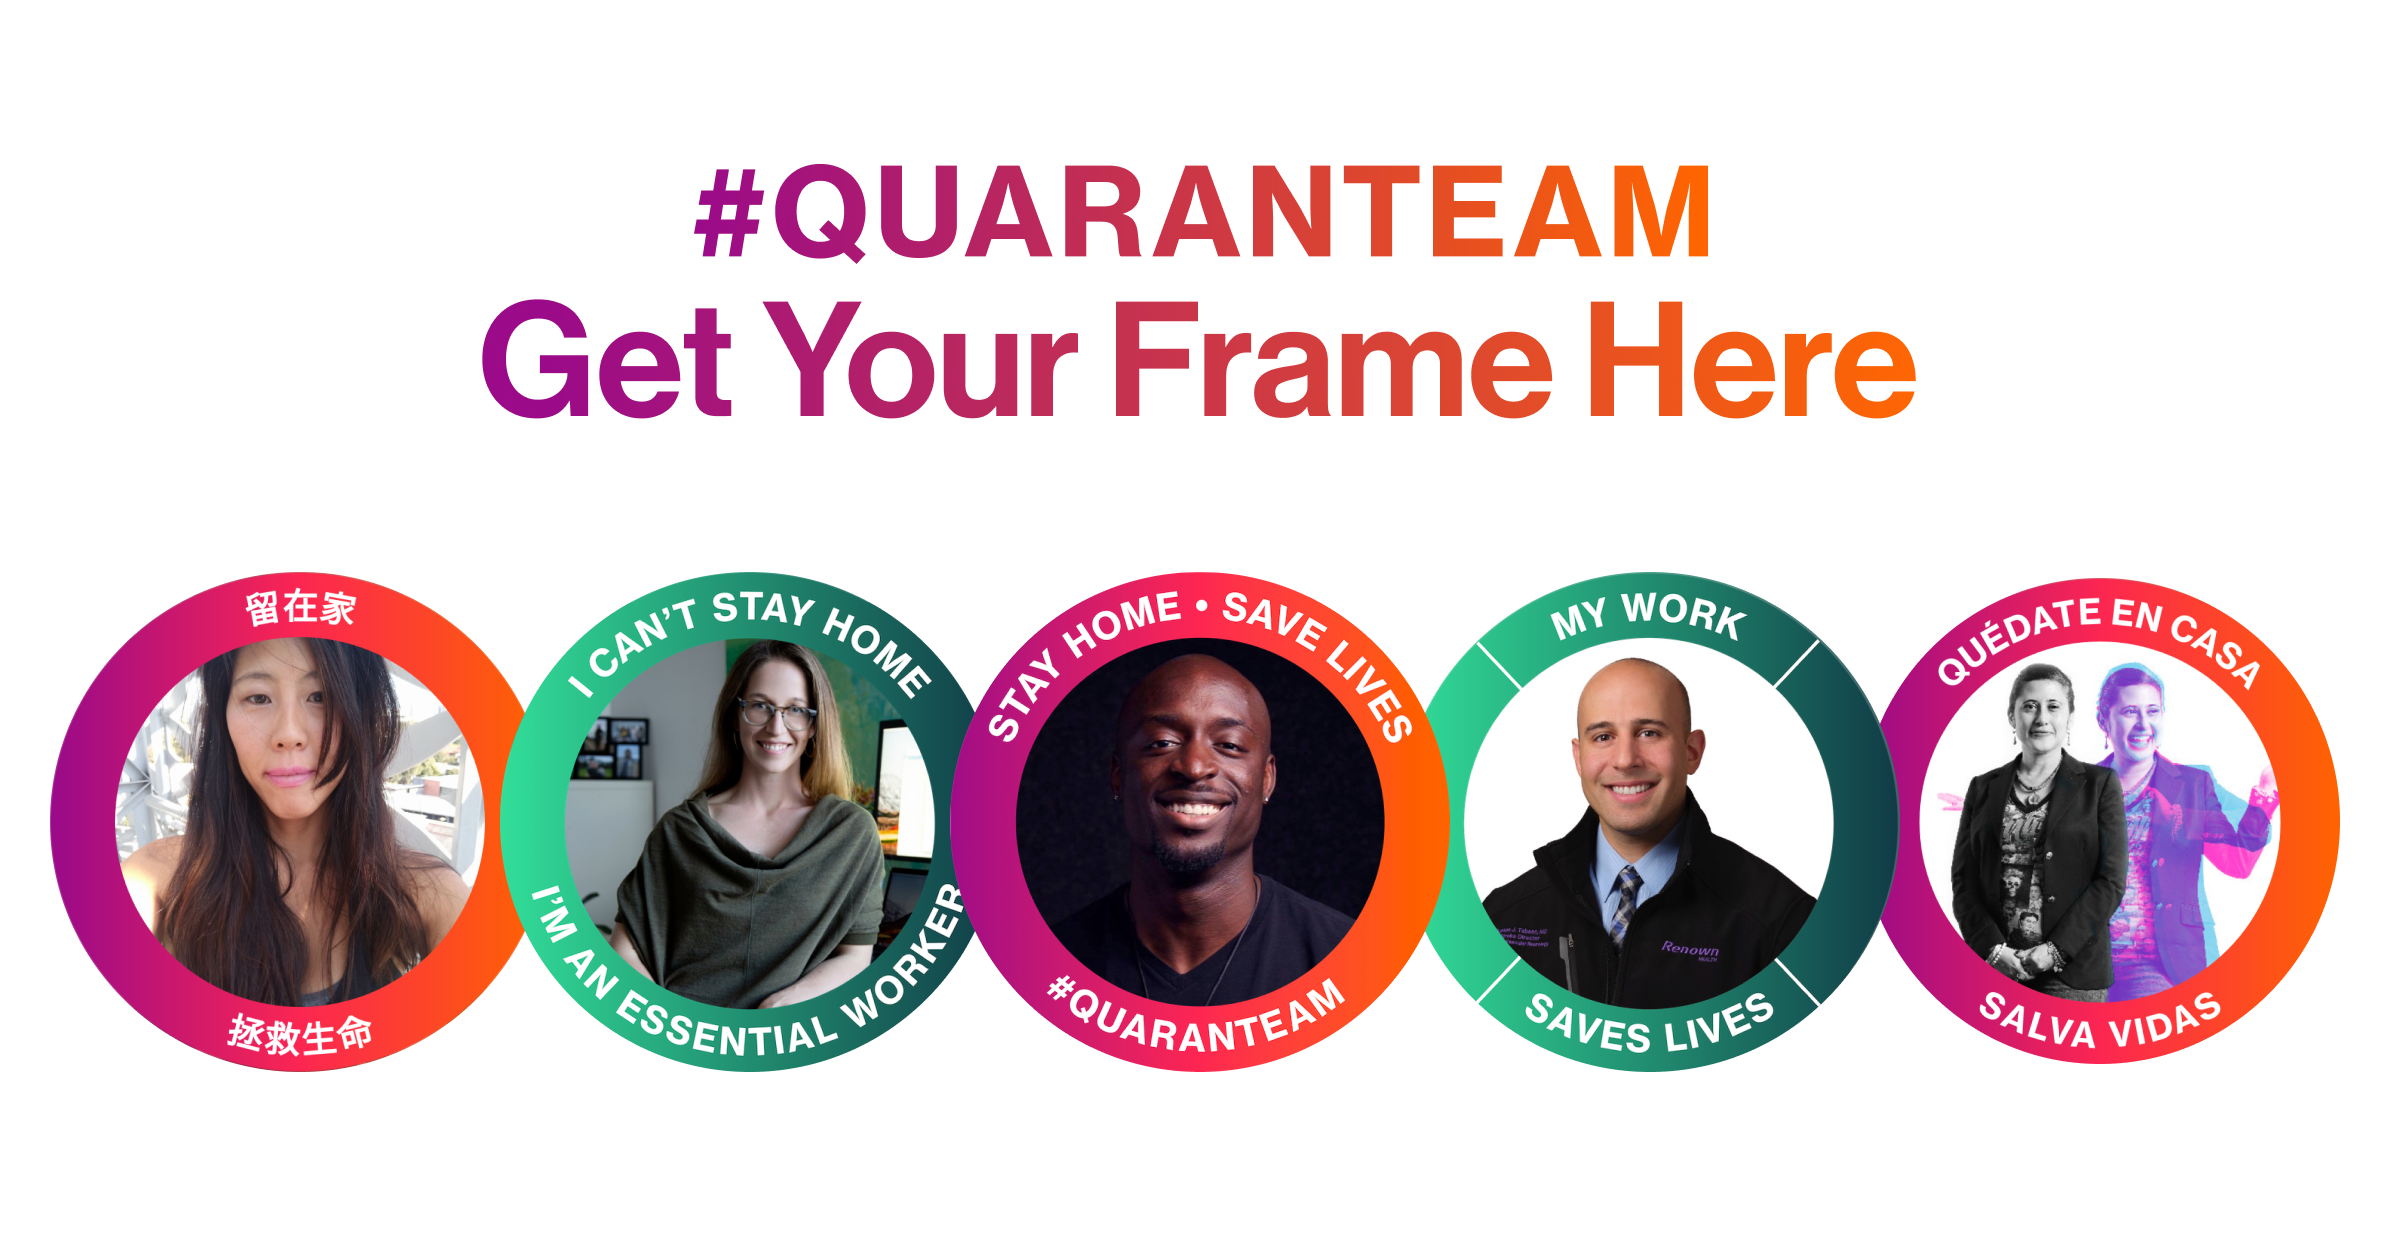 #QUARANTEAM
Get Your Frame Here
留在家
拯救生命
I CAN'T STAY HOME
I'M AN ESSENTIAL WORKER
STAY HOME • SAVE LIVES
#QUARANTEAM
MY WORK
SAVES LIVES
Renown
HEALTH
QUÉDATE EN CASA
SALVA VIDAS